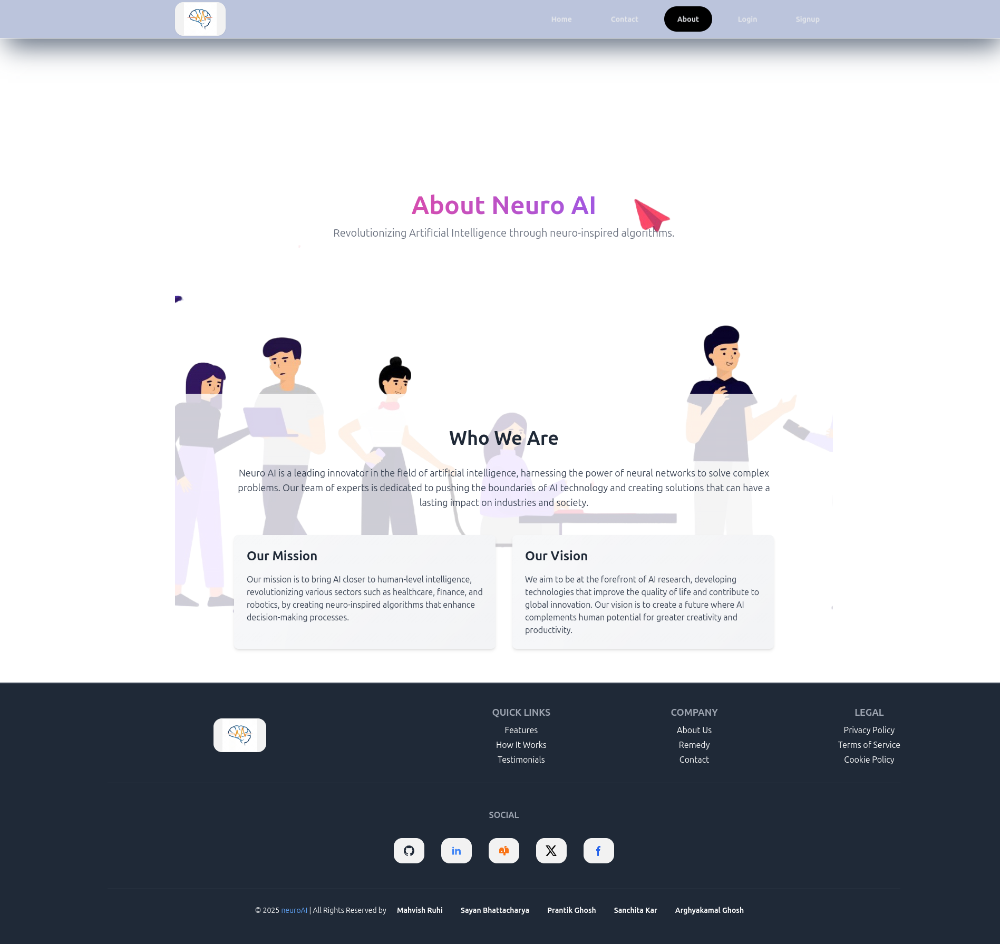 Home Contact About Login Signup
About Neuro AI
Revolutionizing Artificial Intelligence through neuro-inspired algorithms.
Who We Are
Neuro AI is a leading innovator in the field of artificial intelligence, harnessing the power of neural networks to solve complex
problems. Our team of experts is dedicated to pushing the boundaries of AI technology and creating solutions that can have a
lasting impact on industries and society.
Our Mission
Our mission is to bring AI closer to human-level intelligence,
revolutionizing various sectors such as healthcare, finance, and
robotics, by creating neuro-inspired algorithms that enhance
decision-making processes.
Our Vision
We aim to be at the forefront of AI research, developing
technologies that improve the quality of life and contribute to
global innovation. Our vision is to create a future where AI
complements human potential for greater creativity and
productivity.
QUICK LINKS
Features
How It Works
Testimonials
COMPANY
About Us
Remedy
Contact
LEGAL
Privacy Policy
Terms of Service
Cookie Policy
SOCIAL
© 2025 neuroAI | All Rights Reserved by Mahvish Ruhi Sayan Bhattacharya Prantik Ghosh Sanchita Kar Arghyakamal Ghosh